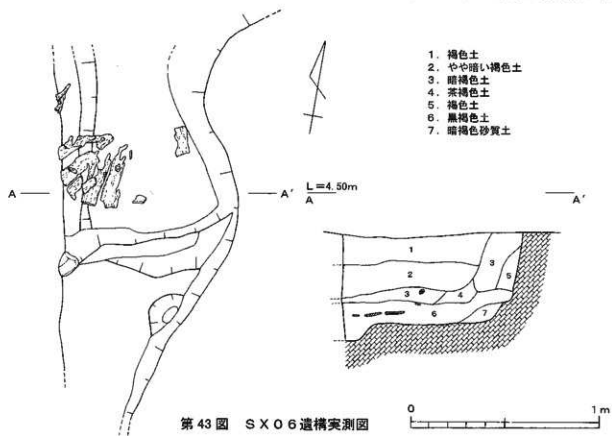 1. 褐色土
2. やや暗い褐色土
3. 暗褐色土
4. 茶褐色土
5. 褐色土
6. 黒褐色土
7. 暗褐色砂質土
A A'
L=4.50m
A A'
1
2
3
3
4
5
6
7
第43図 SX06遺構実測図
0 1m